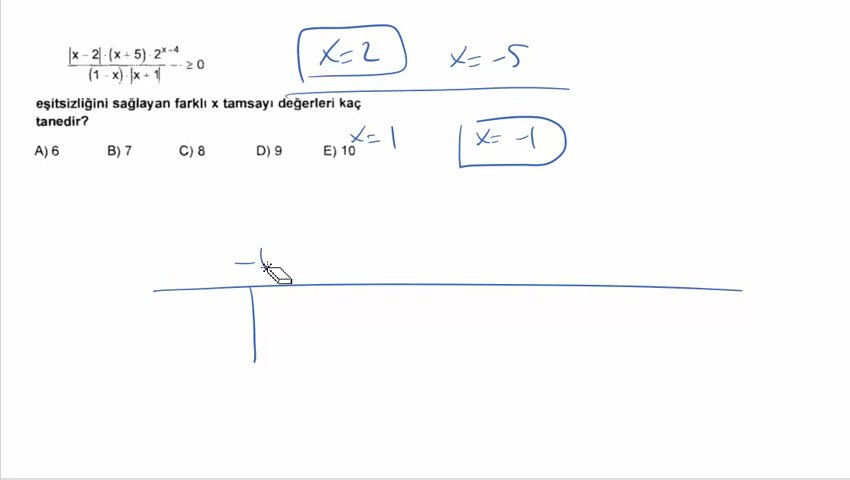 |x − 2| · (x + 5) · 2^(x−4)
(1 − x) · |x + 1|
≥ 0
x=2 x=-5
eşitsizliğini sağlayan farklı x tamsayı değerleri kaç
tanedir?
x=1 x=-1
A) 6 B) 7 C) 8 D) 9 E) 10